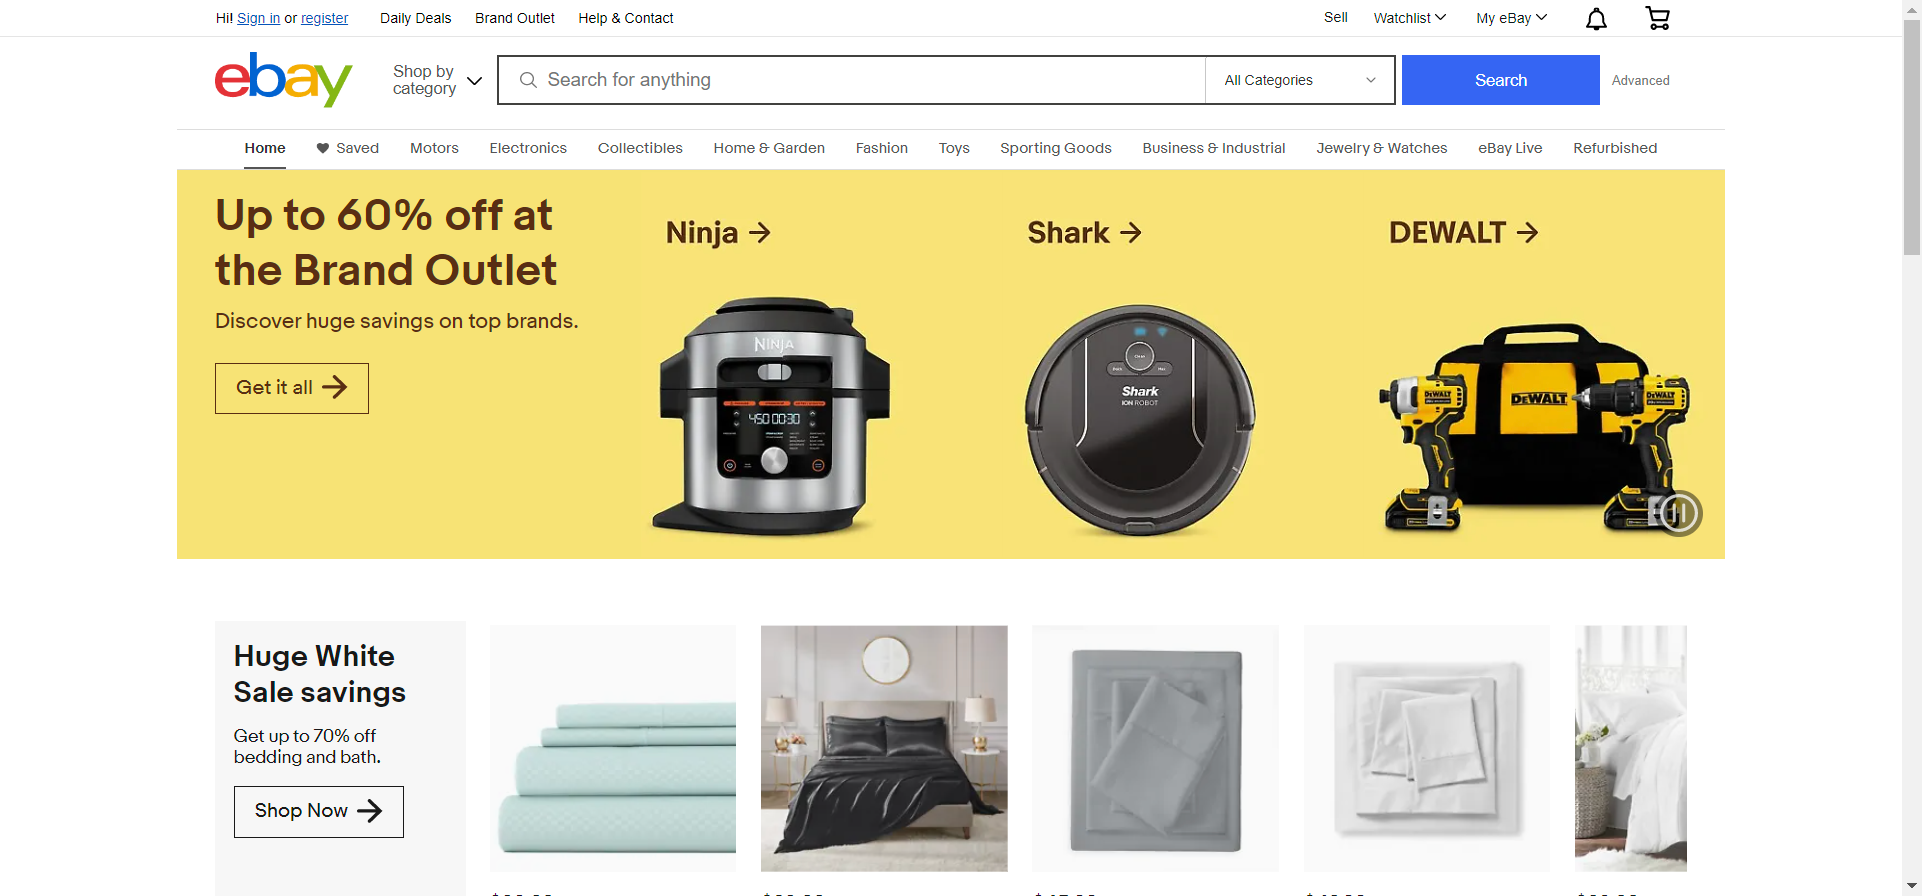 Hi! Sign in or register
Daily Deals
Brand Outlet
Help & Contact
Sell
Watchlist
My eBay
ebay
Shop by
category
Search for anything
All Categories
Search
Advanced
Home
Saved
Motors
Electronics
Collectibles
Home & Garden
Fashion
Toys
Sporting Goods
Business & Industrial
Jewelry & Watches
eBay Live
Refurbished
Up to 60% off at
the Brand Outlet
Discover huge savings on top brands.
Get it all
Ninja
NINJA
450 00:30
Shark
Clean
Shark
ION ROBOT
DEWALT
DEWALT
DEWALT
DEWALT
Huge White
Sale savings
Get up to 70% off
bedding and bath.
Shop Now